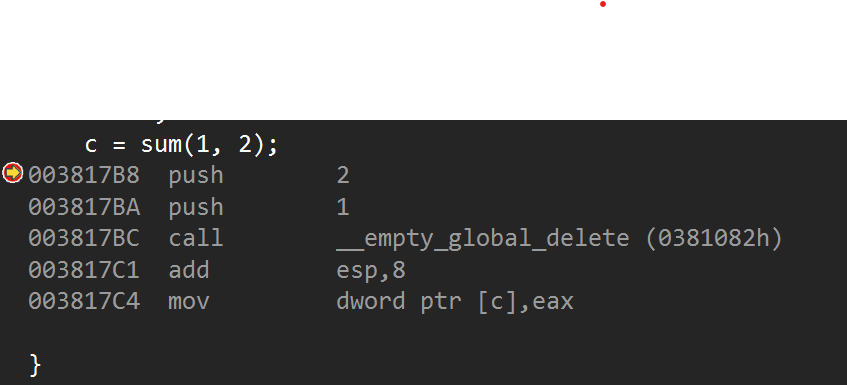 c = sum(1, 2);
003817B8 push 2
003817BA push 1
003817BC call __empty_global_delete (0381082h)
003817C1 add esp,8
003817C4 mov dword ptr [c],eax
}